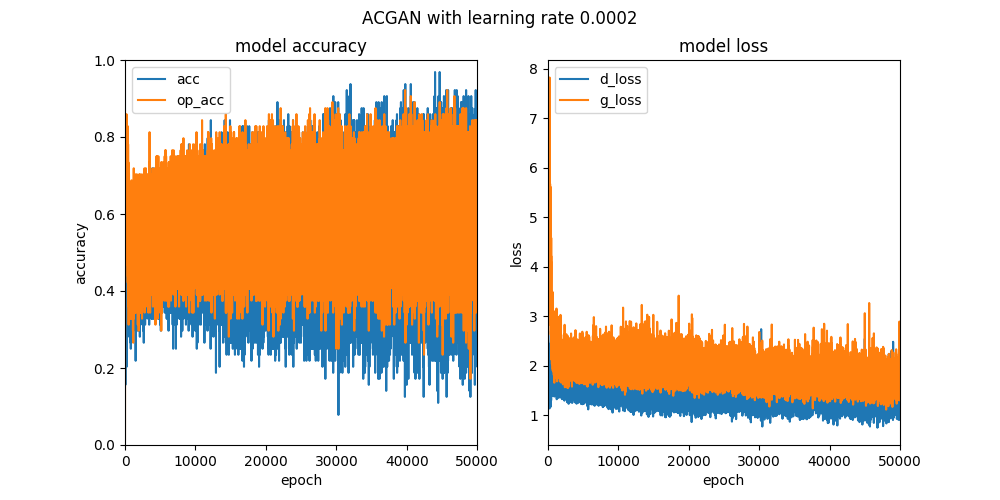 ACGAN with learning rate 0.0002
model accuracy
acc
op_acc
1.0
0.8
0.6
0.4
0.2
0.0
accuracy
0
10000
20000
30000
40000
50000
epoch
model loss
d_loss
g_loss
8
7
6
5
4
3
2
1
loss
0
10000
20000
30000
40000
50000
epoch